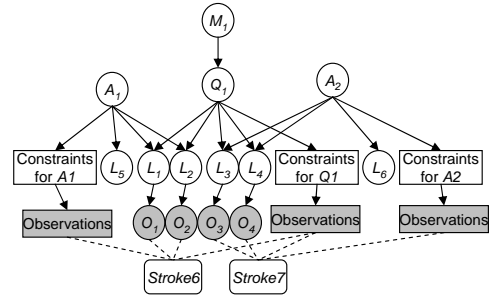 M1
A1 Q1 A2
Constraints for A1 L5 L1 L2 L3 L4 Constraints for Q1 L6 Constraints for A2
Observations O1 O2 O3 O4 Observations Observations
Stroke6 Stroke7